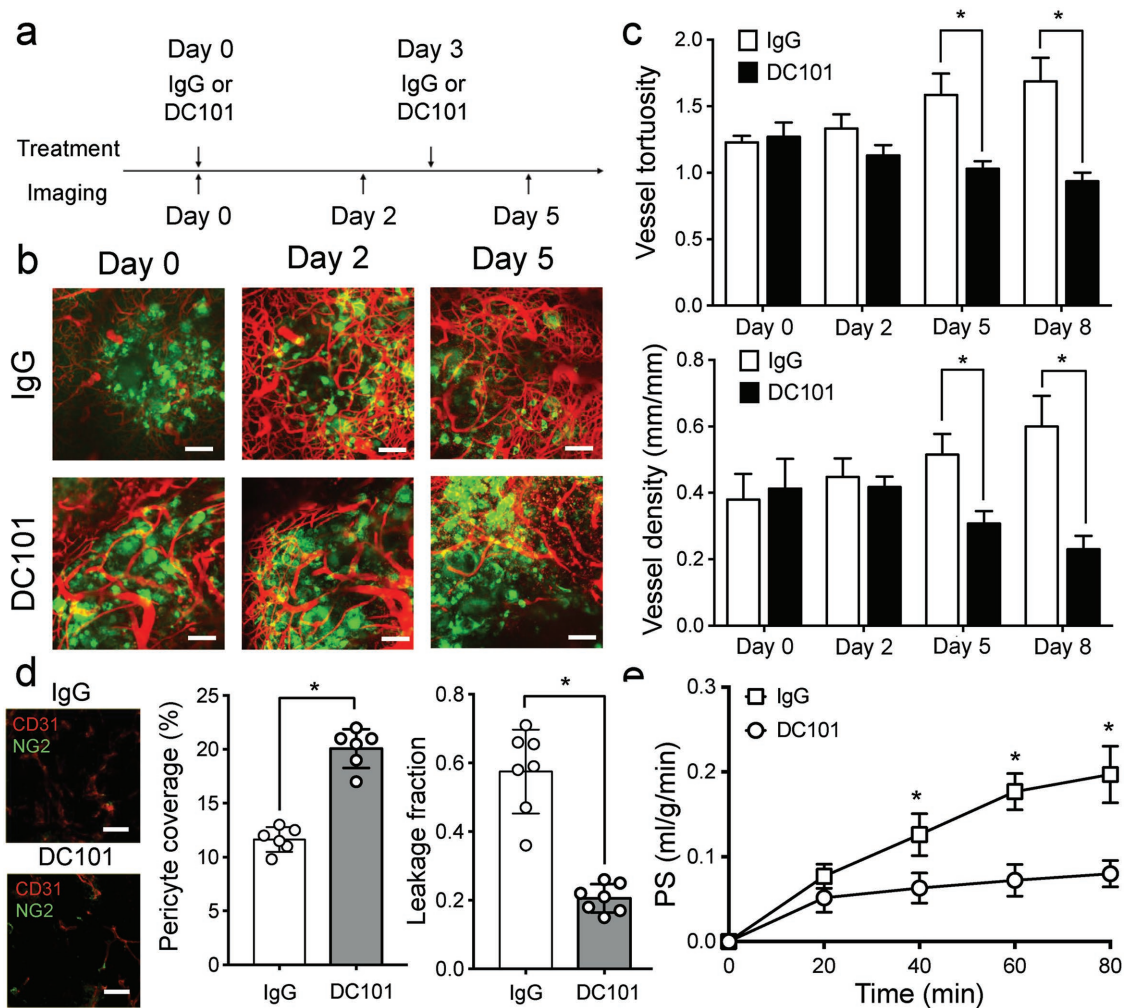 a
Day 0
Day 3
IgG or
DC101
IgG or
DC101
Treatment
Imaging
Day 0
Day 2
Day 5
b
Day 0
Day 2
Day 5
IgG
DC101
c
IgG
DC101
*
*
Vessel tortuosity
2.0
1.5
1.0
0.5
0.0
Day 0
Day 2
Day 5
Day 8
IgG
DC101
*
*
Vessel density (mm/mm)
0.8
0.6
0.4
0.2
0.0
Day 0
Day 2
Day 5
Day 8
d
IgG
CD31
NG2
DC101
CD31
NG2
Pericyte coverage (%)
25
20
15
10
5
0
*
IgG
DC101
Leakage fraction
0.8
0.6
0.4
0.2
0.0
*
IgG
DC101
IgG
DC101
PS (ml/g/min)
0.3
0.2
0.1
0.0
*
*
*
0
20
40
60
80
Time (min)